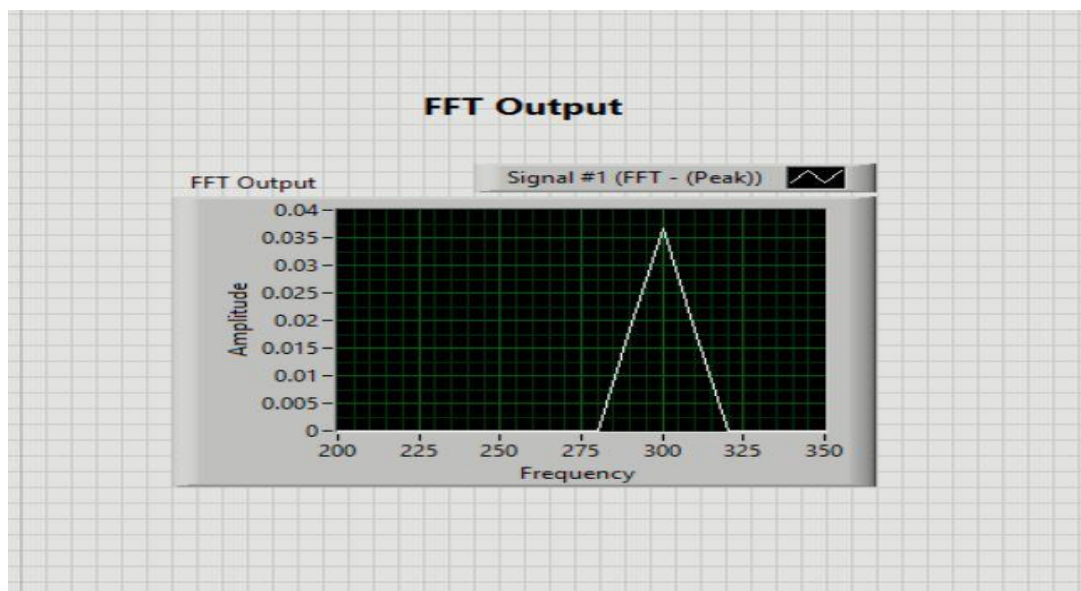 FFT Output
FFT Output
Signal #1 (FFT - (Peak))
Amplitude
0.04
0.035
0.03
0.025
0.02
0.015
0.01
0.005
0
200 225 250 275 300 325 350
Frequency